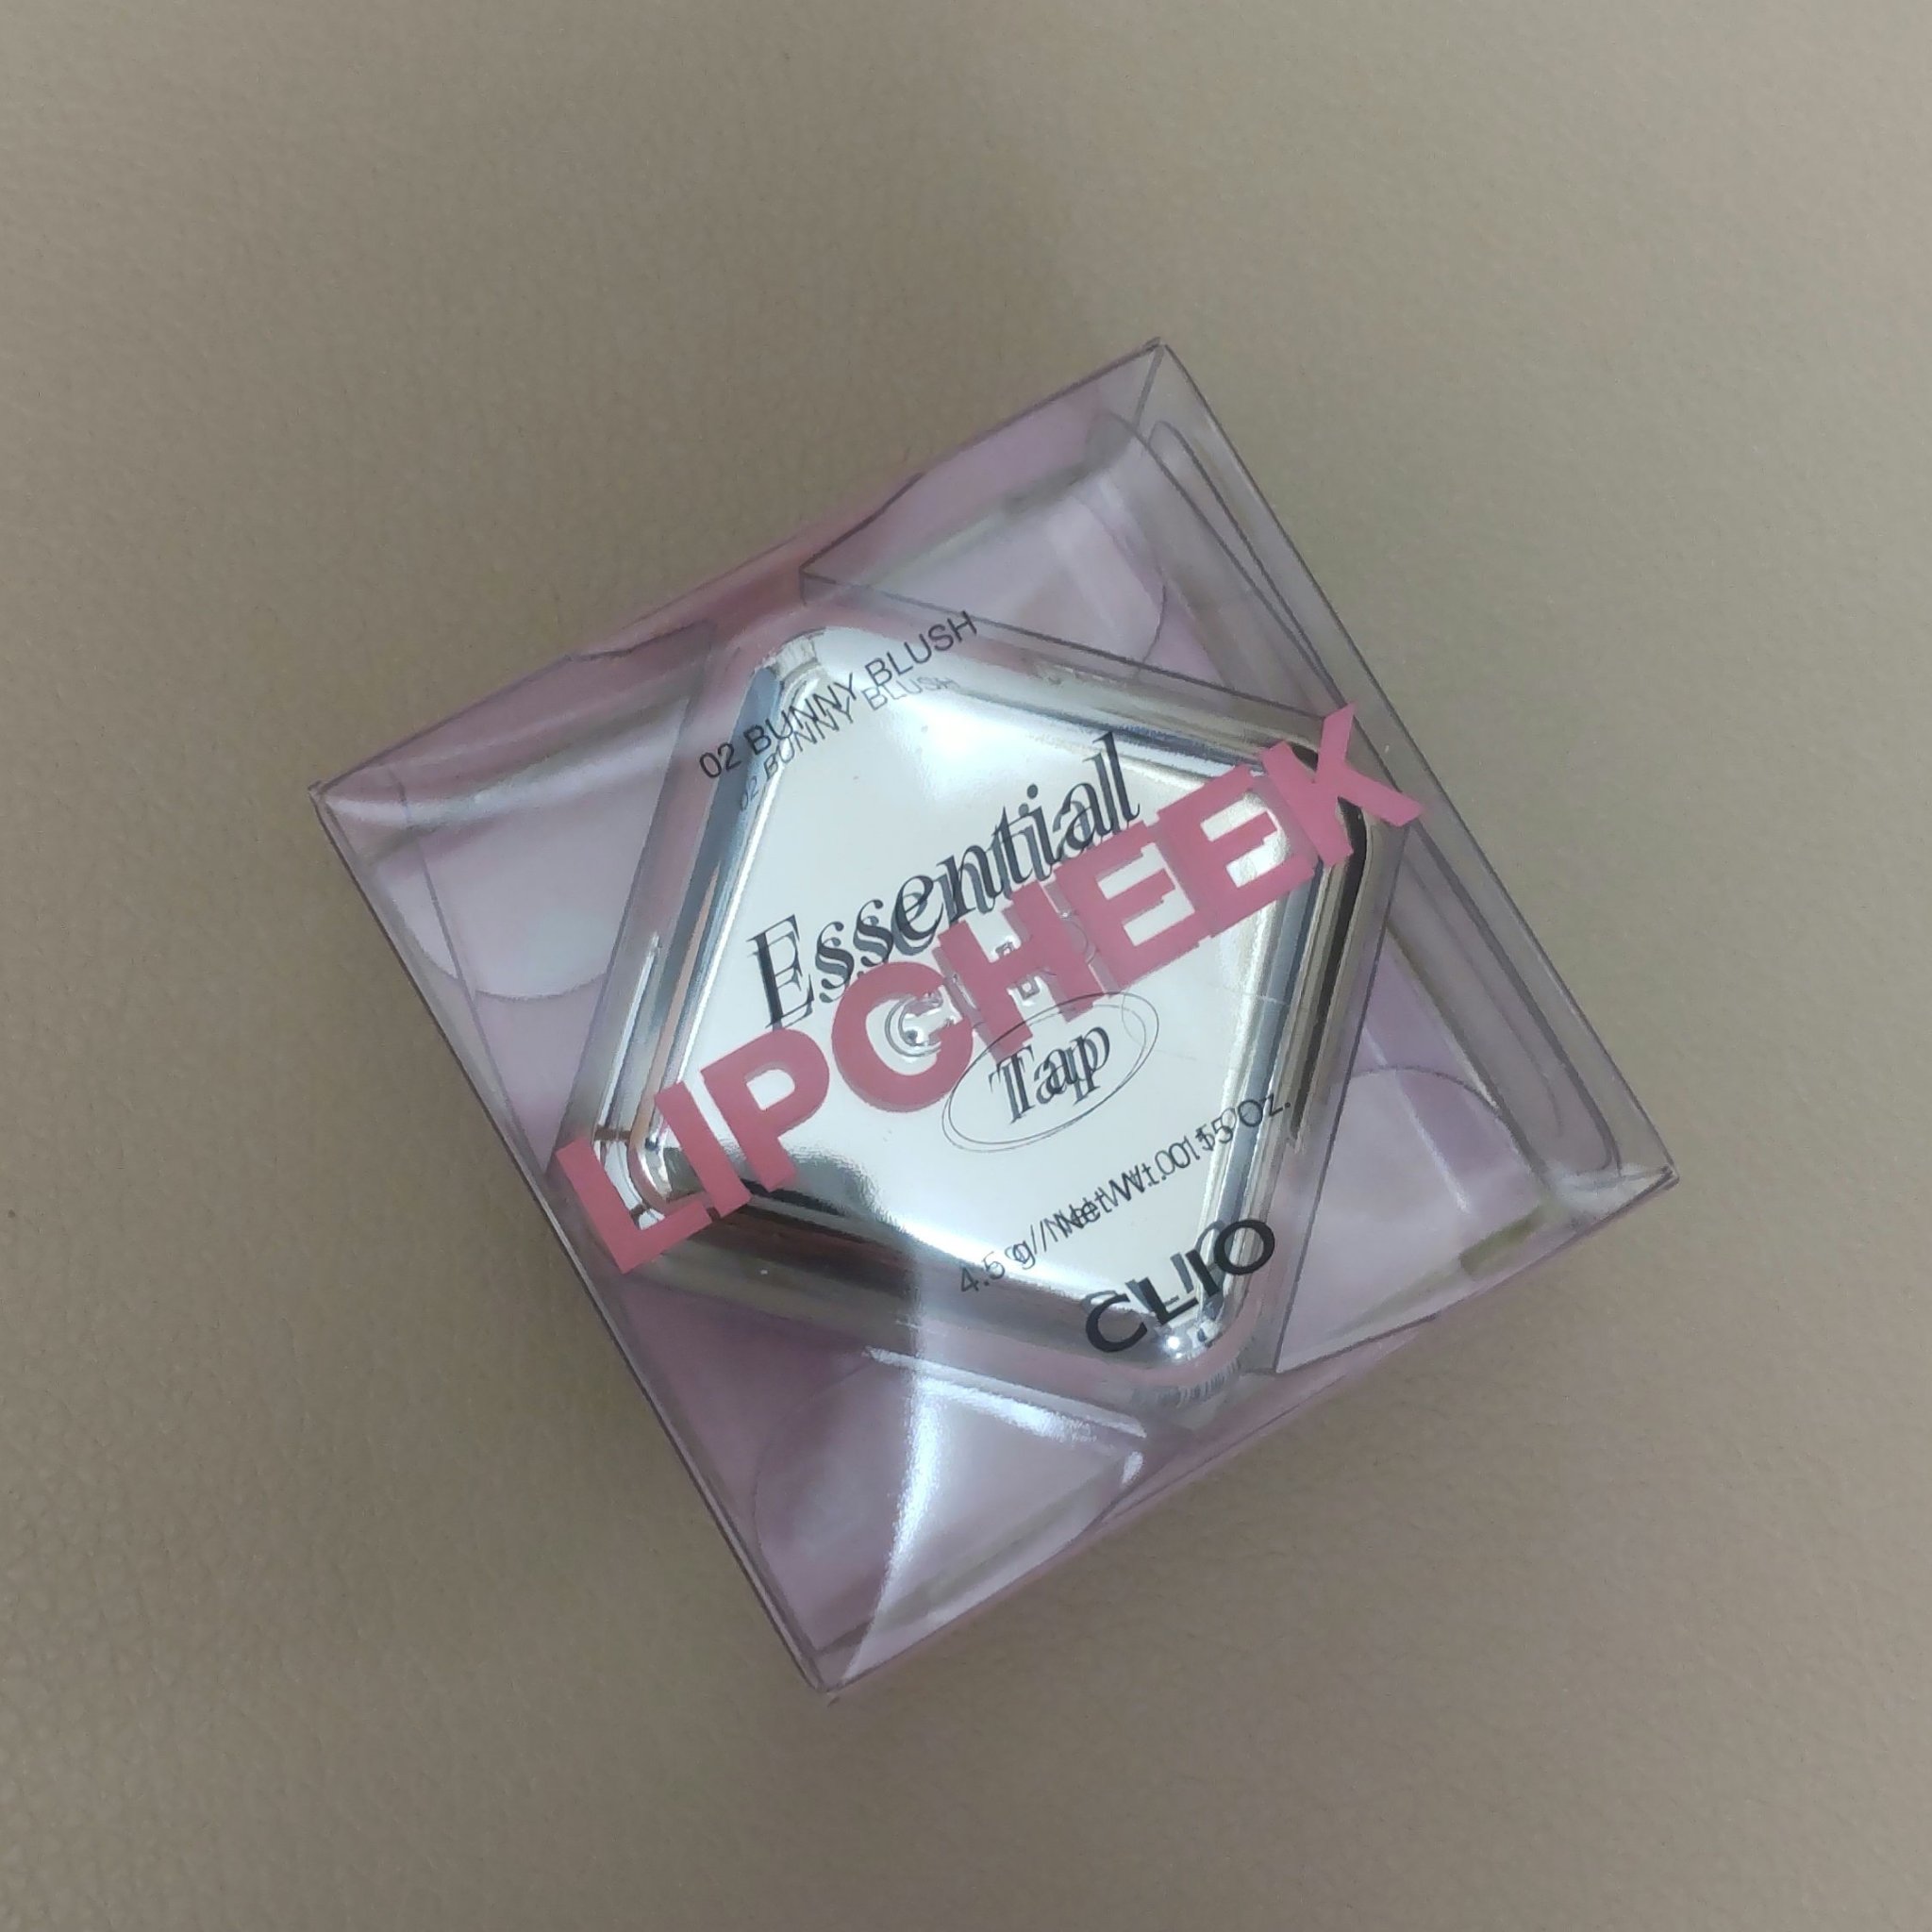 02 BUNNY BLUSH
Essential
LIPCHEEK
Tap
4.5 g / Net Wt. 0.15 Oz.
CLIO